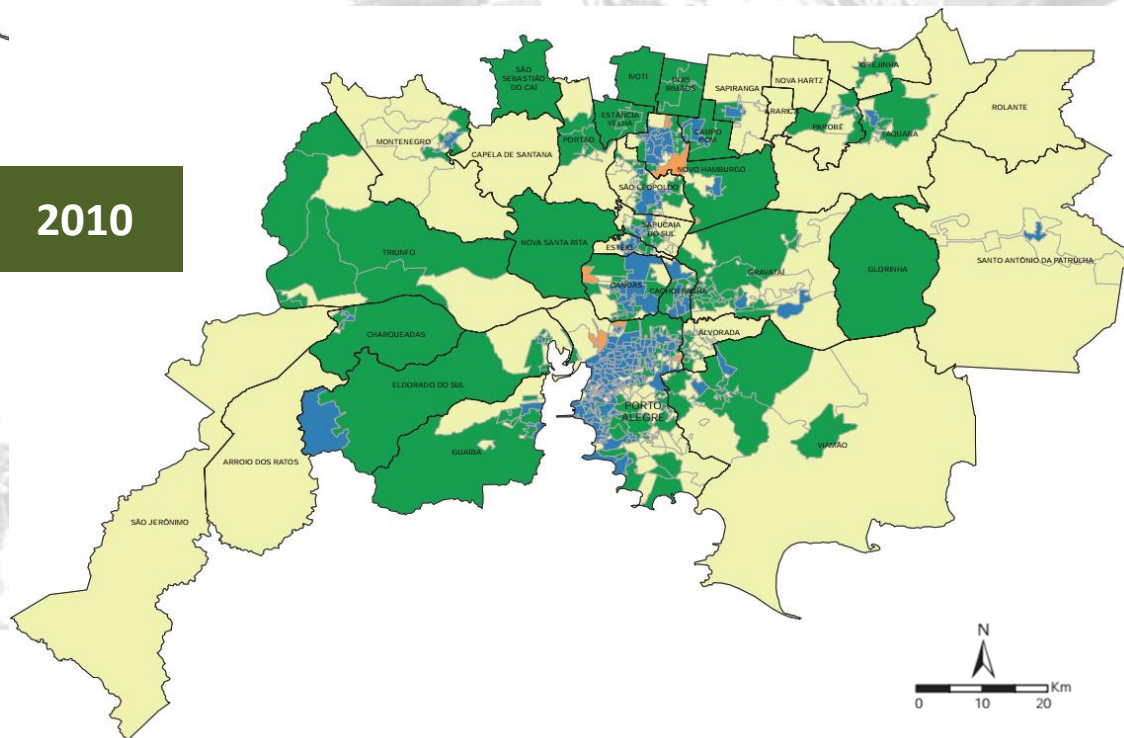 2010
SÃO
SEBASTIÃO
DO CAÍ
IVOTI
DOIS
IRMÃOS
SAPIRANGA
NOVA HARTZ
IGREJINHA
ROLANTE
ARARICÁ
PAROBÉ
TAQUARA
ESTÂNCIA
VELHA
CAMPO
BOM
MONTENEGRO
PORTÃO
CAPELA DE SANTANA
NOVO HAMBURGO
SÃO LEOPOLDO
SAPUCAIA
DO SUL
NOVA SANTA RITA
ESTEIO
TRIUNFO
GRAVATAÍ
GLORINHA
SANTO ANTÔNIO DA PATRULHA
CANOAS
CACHOEIRINHA
CHARQUEADAS
ALVORADA
ELDORADO DO SUL
PORTO
ALEGRE
VIAMÃO
GUAÍBA
ARROIO DOS RATOS
SÃO JERÔNIMO
N
Km
0 10 20